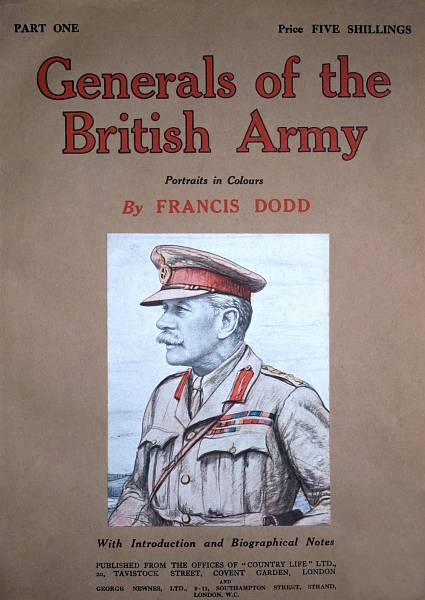 PART ONE
Price FIVE SHILLINGS
Generals of the
British Army
Portraits in Colours
By FRANCIS DODD
With Introduction and Biographical Notes
PUBLISHED FROM THE OFFICES OF "COUNTRY LIFE" LTD.,
20, TAVISTOCK STREET, COVENT GARDEN, LONDON
AND
GEORGE NEWNES, LTD., 8-11, SOUTHAMPTON STREET, STRAND,
LONDON, W.C.